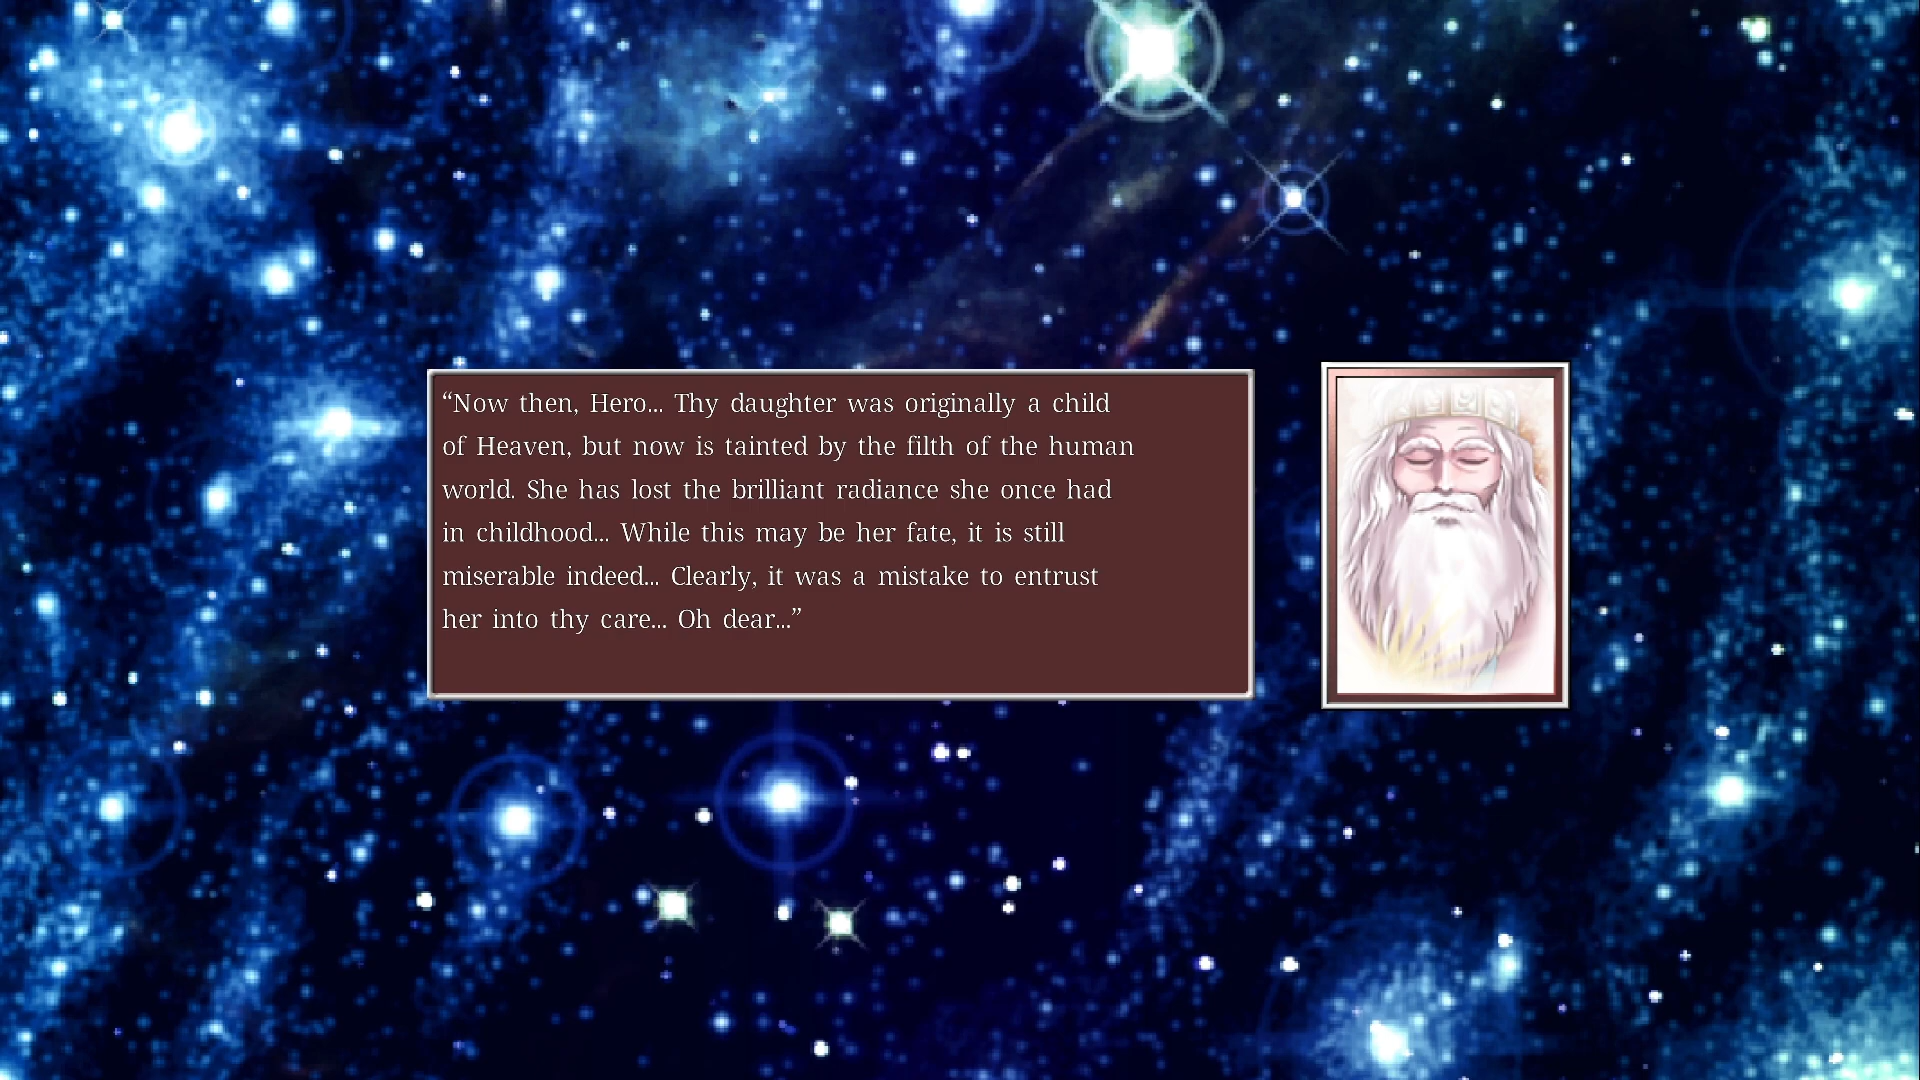 “Now then, Hero... Thy daughter was originally a child
of Heaven, but now is tainted by the filth of the human
world. She has lost the brilliant radiance she once had
in childhood... While this may be her fate, it is still
miserable indeed... Clearly, it was a mistake to entrust
her into thy care... Oh dear...”